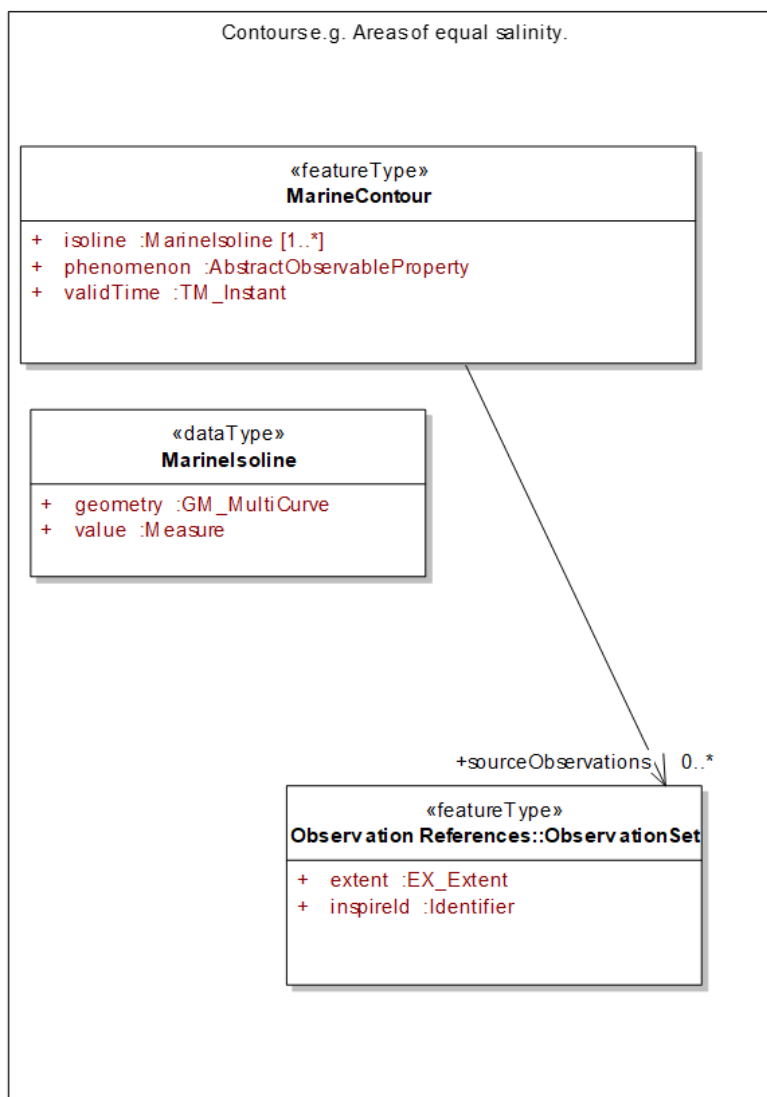 Contours e.g. Areas of equal salinity.
«featureType»
MarineContour
+ isoline :MarineIsoline [1..*]
+ phenomenon :AbstractObservableProperty
+ validTime :TM_Instant
«dataType»
MarineIsoline
+ geometry :GM_MultiCurve
+ value :Measure
+sourceObservations 0..*
«featureType»
Observation References::ObservationSet
+ extent :EX_Extent
+ inspireId :Identifier